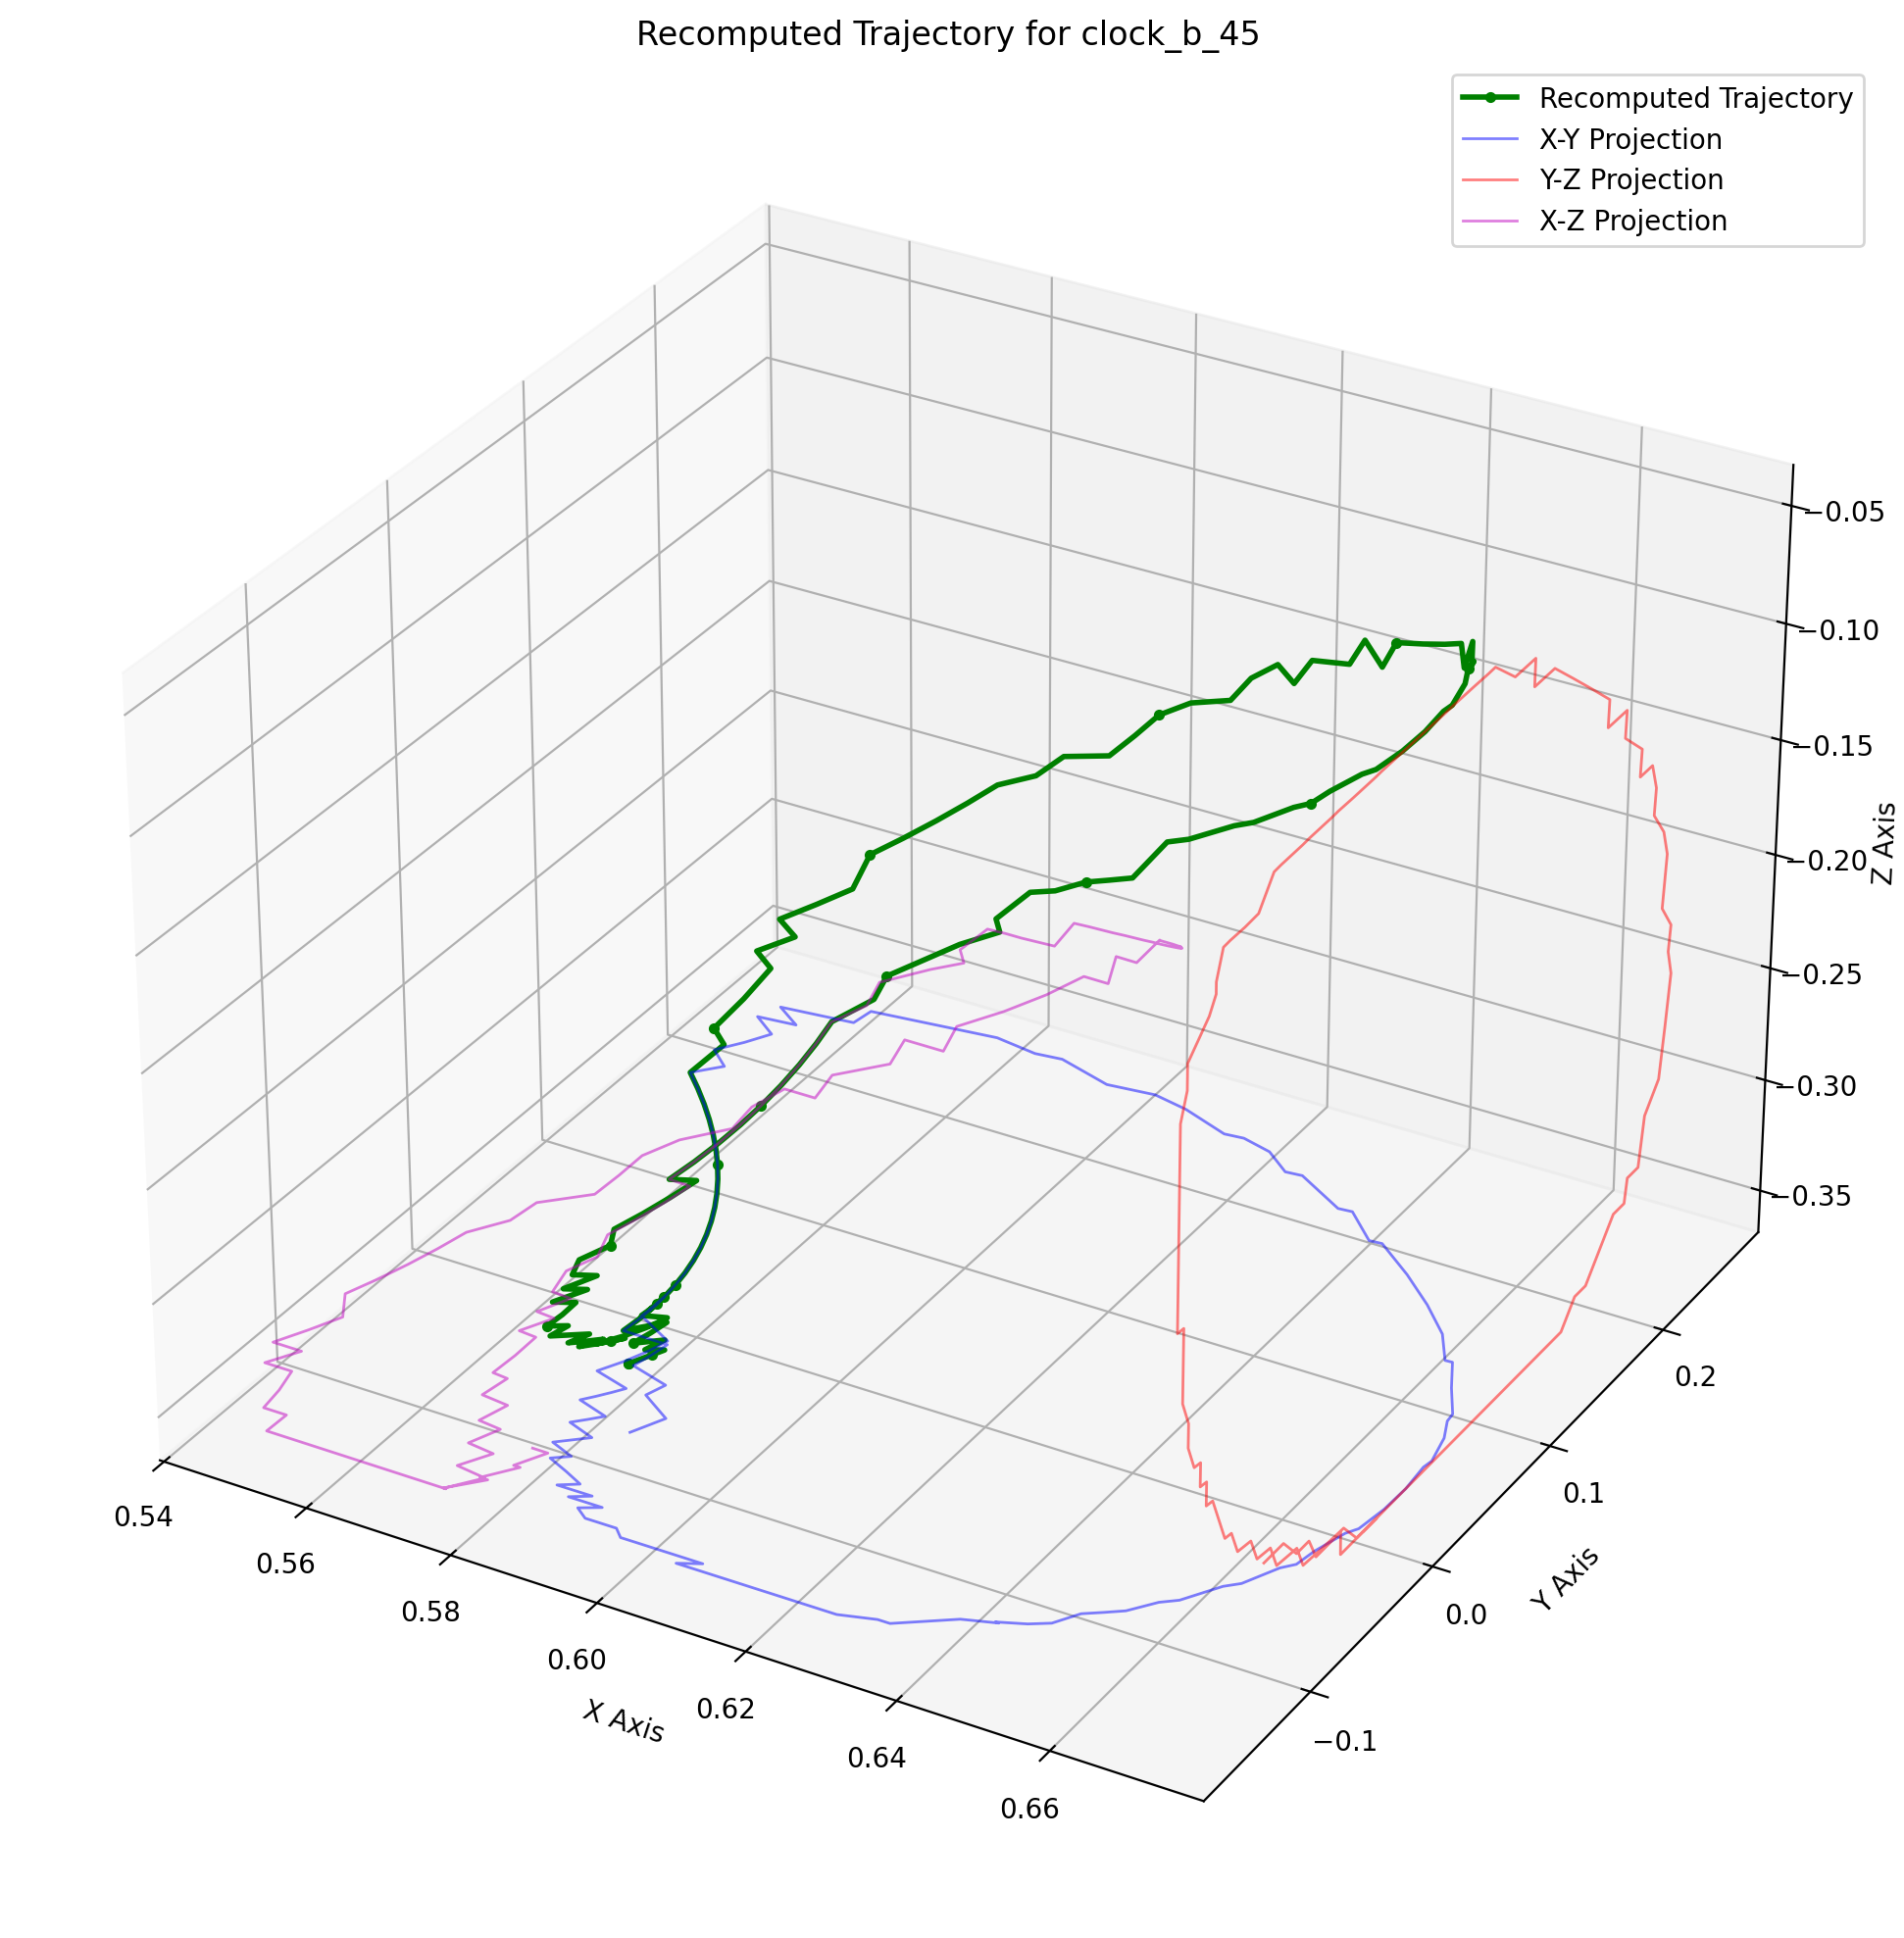 Recomputed Trajectory for clock_b_45
Recomputed Trajectory
X-Y Projection
Y-Z Projection
X-Z Projection
−0.05
−0.10
−0.15
−0.20
−0.25
−0.30
−0.35
Z Axis
0.2
0.1
0.0
−0.1
Y Axis
0.54
0.56
0.58
0.60
0.62
0.64
0.66
X Axis